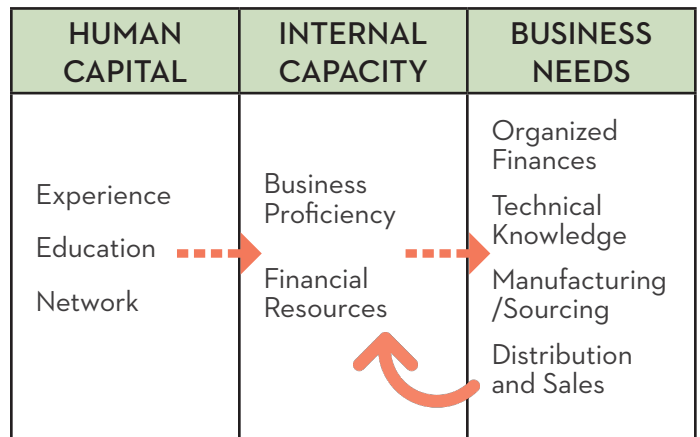 HUMAN
CAPITAL
INTERNAL
CAPACITY
BUSINESS
NEEDS
Experience
Education
Network
Business
Proficiency
Financial
Resources
Organized
Finances
Technical
Knowledge
Manufacturing
/Sourcing
Distribution
and Sales